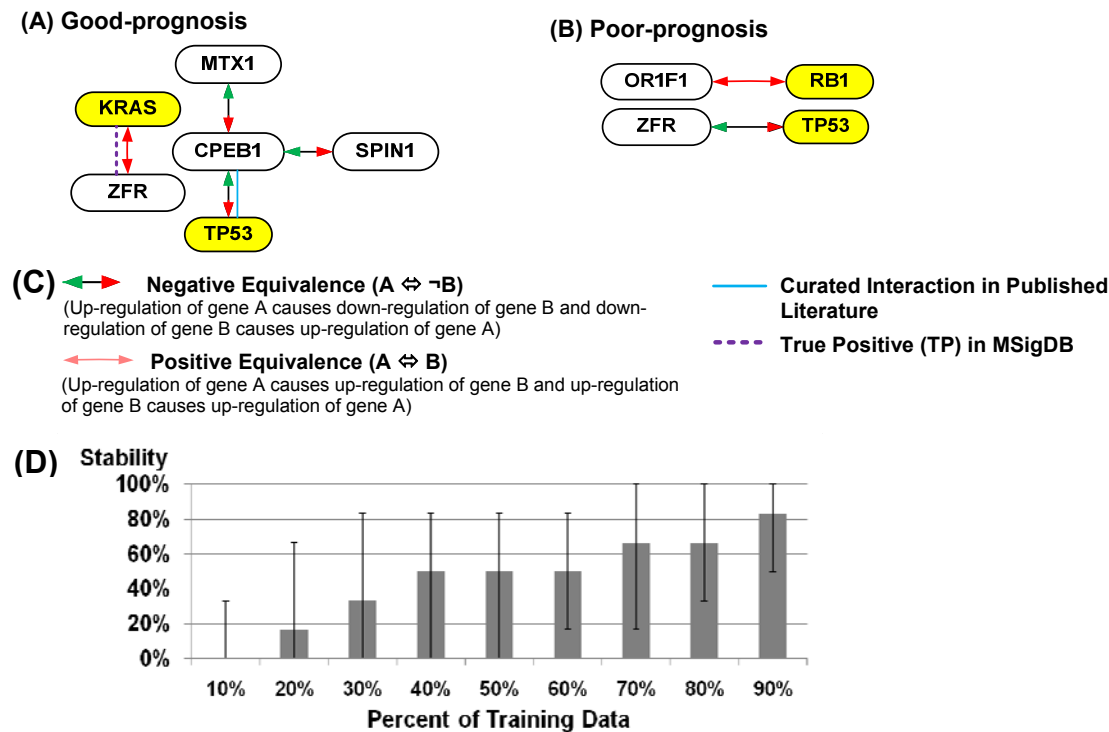 (A) Good-prognosis
MTX1
KRAS
CPEB1
SPIN1
ZFR
TP53
(B) Poor-prognosis
OR1F1
RB1
ZFR
TP53
(C)
Negative Equivalence (A ⇔ ¬B)
(Up-regulation of gene A causes down-regulation of gene B and down-
regulation of gene B causes up-regulation of gene A)
Positive Equivalence (A ⇔ B)
(Up-regulation of gene A causes up-regulation of gene B and up-regulation
of gene B causes up-regulation of gene A)
Curated Interaction in Published
Literature
True Positive (TP) in MSigDB
(D)
Stability
100%
80%
60%
40%
20%
0%
10% 20% 30% 40% 50% 60% 70% 80% 90%
Percent of Training Data